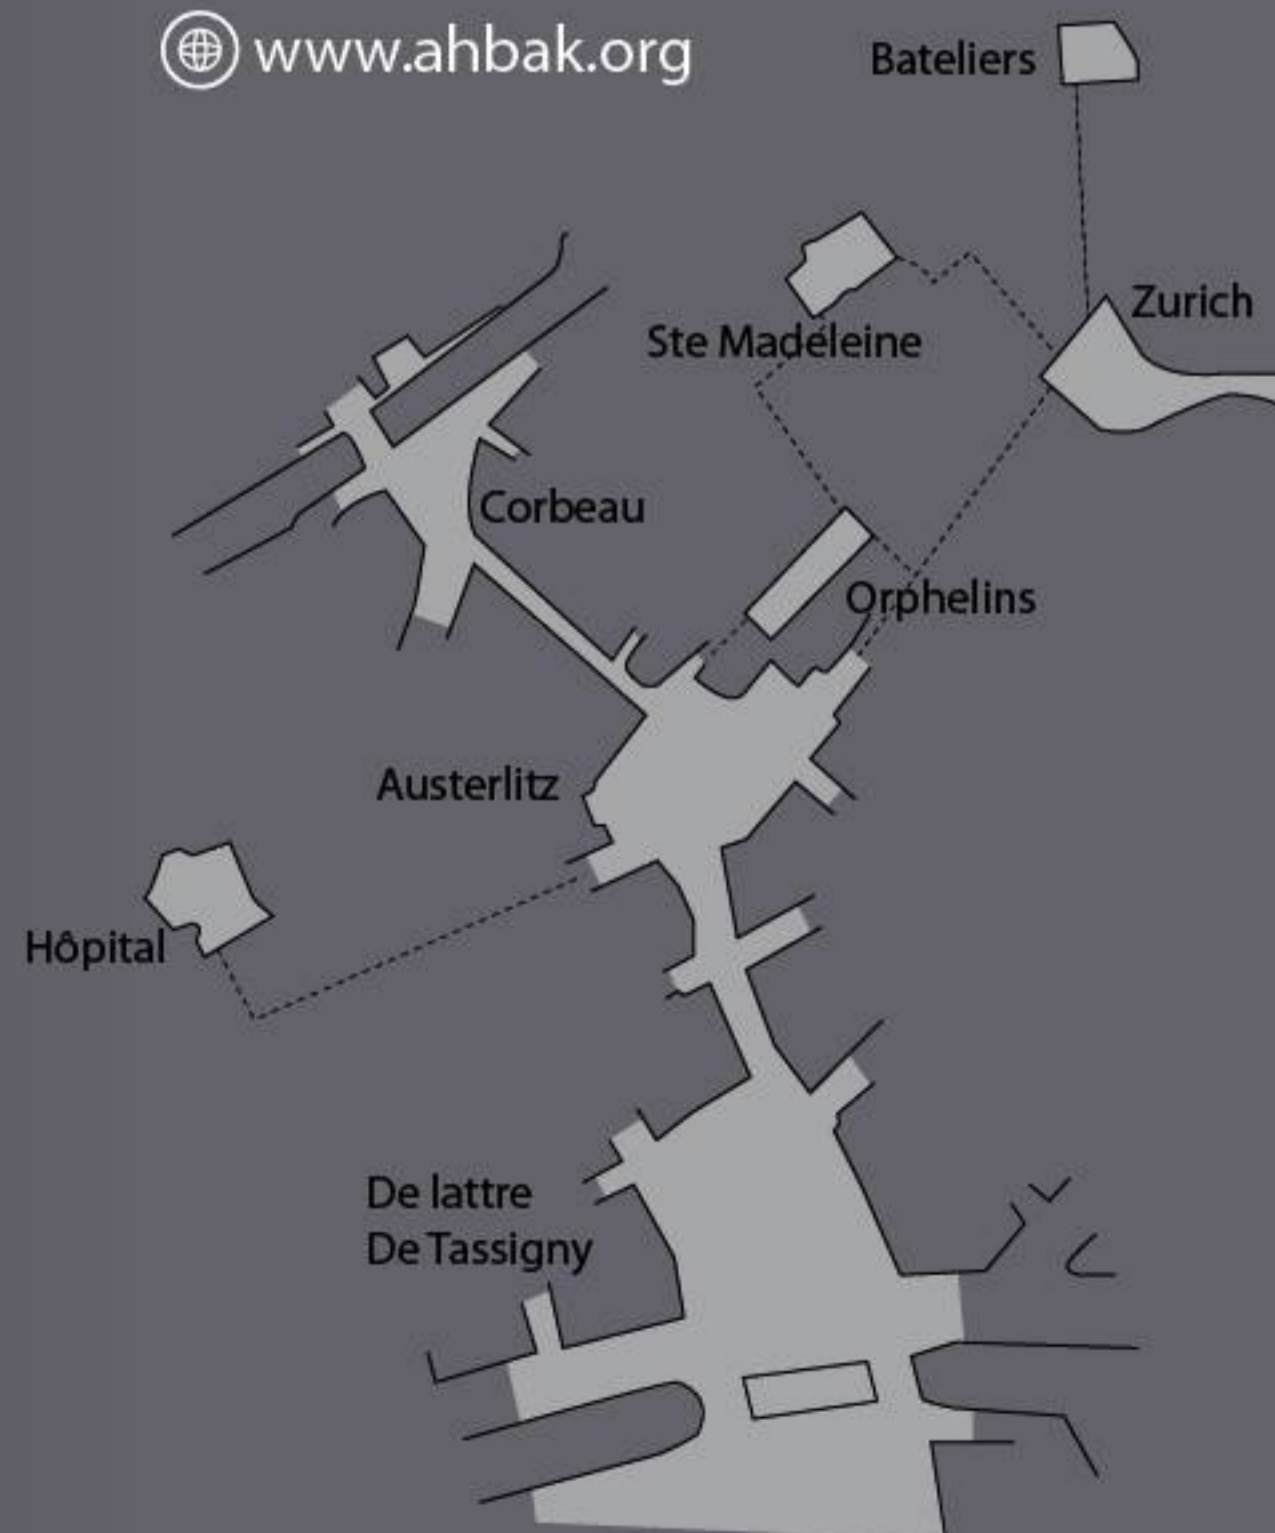 www.ahbak.org
Bateliers
Zurich
Ste Madeleine
Corbeau
Orphelins
Austerlitz
Hôpital
De lattre
De Tassigny